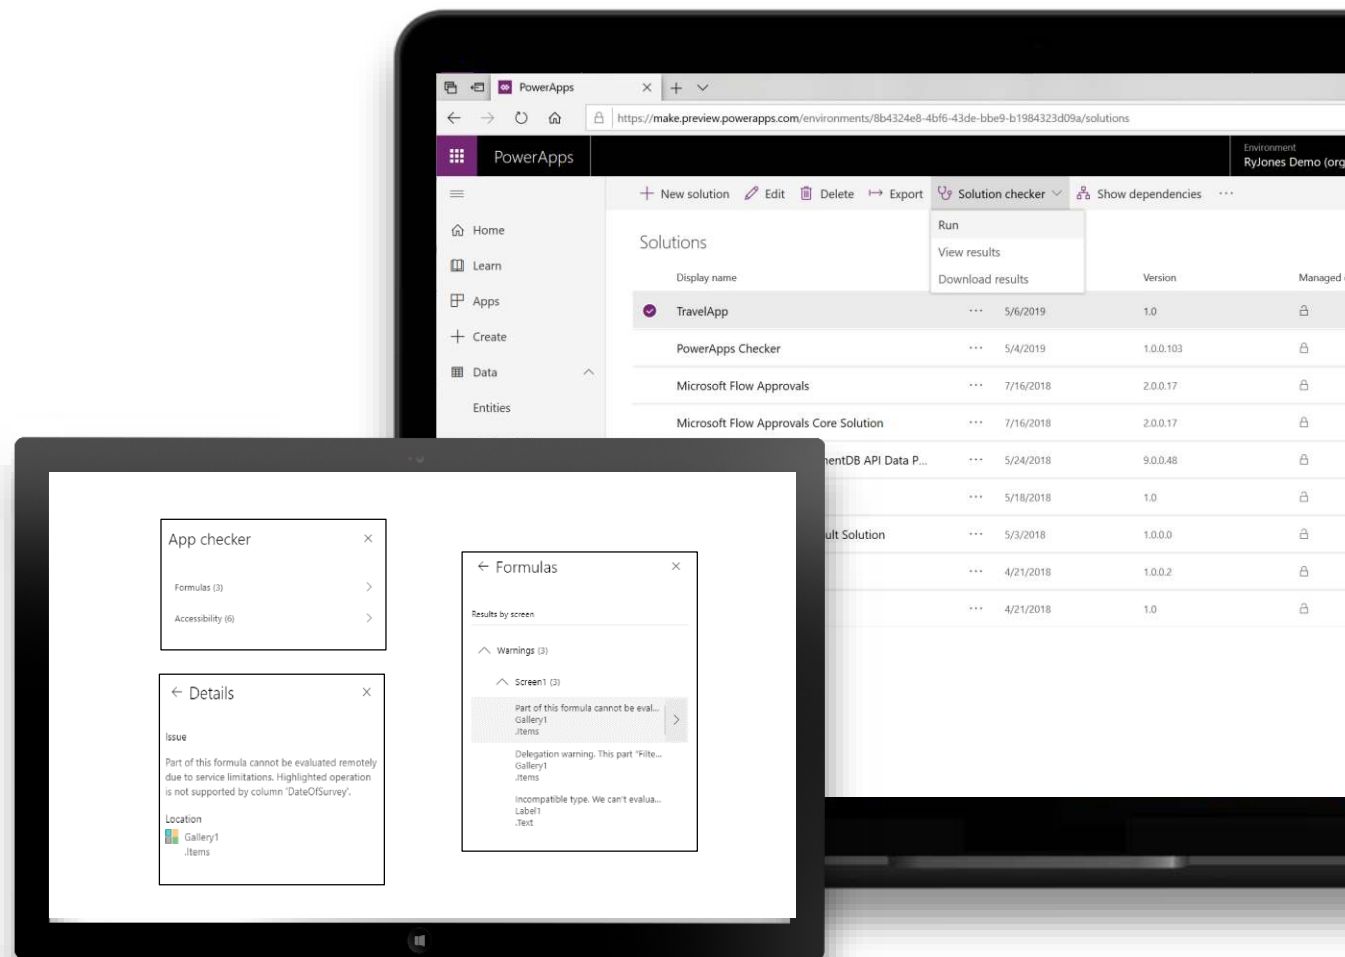 PowerApps
https://make.preview.powerapps.com/environments/8b4324e8-4bf6-43de-bbe9-b1984323d09a/solutions
PowerApps
Environment
RyJones Demo (org
New solution Edit Delete Export Solution checker Show dependencies ···
Home
Learn
Apps
Create
Data
Entities
Run
View results
Download results
Solutions
Display name Version Managed
TravelApp ··· 5/6/2019 1.0
PowerApps Checker ··· 5/4/2019 1.0.0.103
Microsoft Flow Approvals ··· 7/16/2018 2.0.0.17
Microsoft Flow Approvals Core Solution ··· 7/16/2018 2.0.0.17
mentDB API Data P... ··· 5/24/2018 9.0.0.48
··· 5/18/2018 1.0
ult Solution ··· 5/3/2018 1.0.0.0
··· 4/21/2018 1.0.0.2
··· 4/21/2018 1.0
App checker
Formulas (3)
Accessibility (6)
Details
Issue
Part of this formula cannot be evaluated remotely
due to service limitations. Highlighted operation
is not supported by column 'DateOfSurvey'.
Location
Gallery1
.Items
Formulas
Results by screen
Warnings (3)
Screen1 (3)
Part of this formula cannot be eval...
Gallery1
.Items
Delegation warning. This part "Filte...
Gallery1
.Items
Incompatible type. We can't evalua...
Label1
.Text